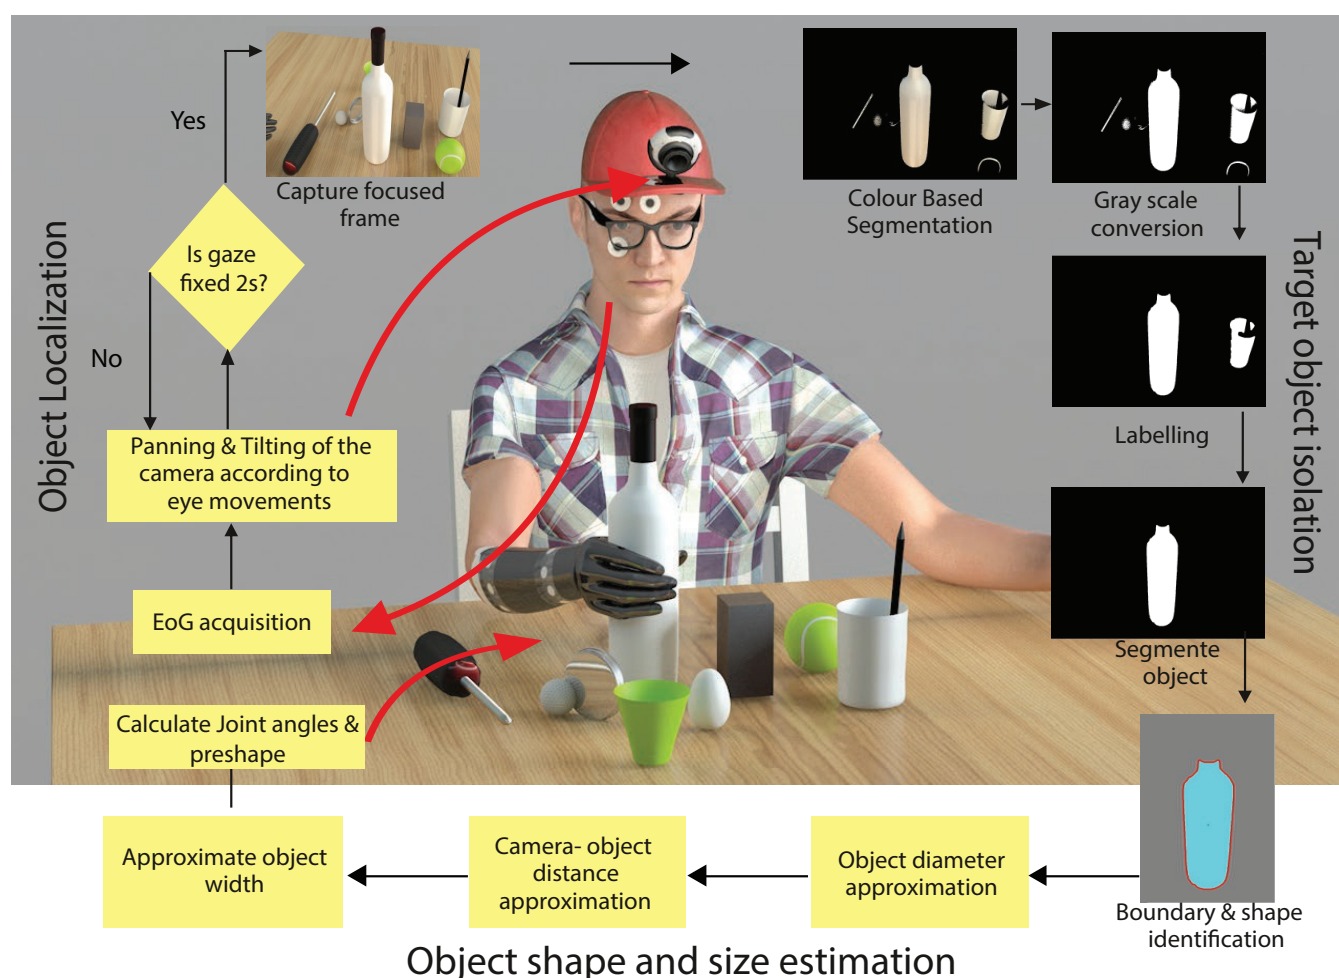 Yes
Capture focused
frame
Is gaze
fixed 2s?
No
Panning & Tilting of the
camera according to
eye movements
EoG acquisition
Calculate Joint angles &
preshape
Object Localization
Colour Based
Segmentation
Gray scale
conversion
Labelling
Segmente
object
Target object isolation
Boundary & shape
identification
Object diameter
approximation
Camera- object
distance
approximation
Approximate object
width
Object shape and size estimation